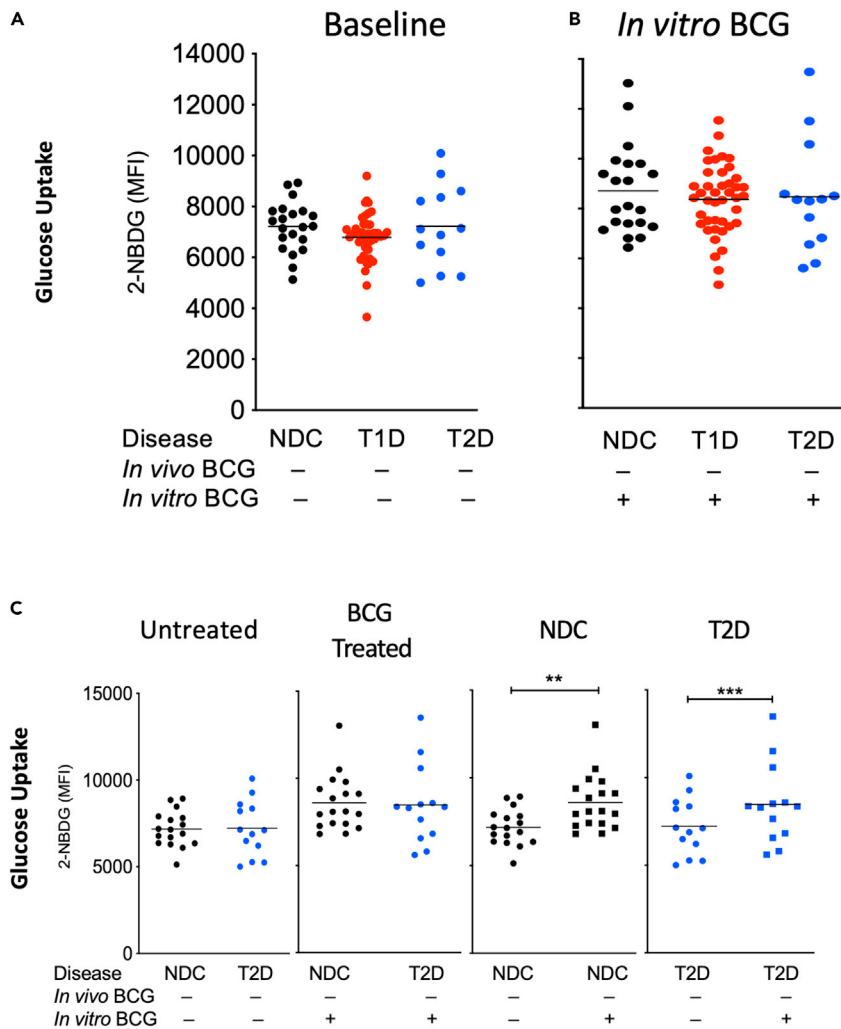 A
Baseline
B
In vitro BCG
14000
12000
10000
8000
6000
4000
2000
0
Glucose Uptake
2-NBDG (MFI)
Disease NDC T1D T2D
In vivo BCG – – –
In vitro BCG – – –
NDC T1D T2D
– – –
+ + +
C
Untreated
BCG
Treated
NDC
T2D
**
***
15000
10000
5000
0
Glucose Uptake
2-NBDG (MFI)
Disease NDC T2D NDC T2D NDC NDC T2D T2D
In vivo BCG – – – – – – – –
In vitro BCG – – + + – + – +